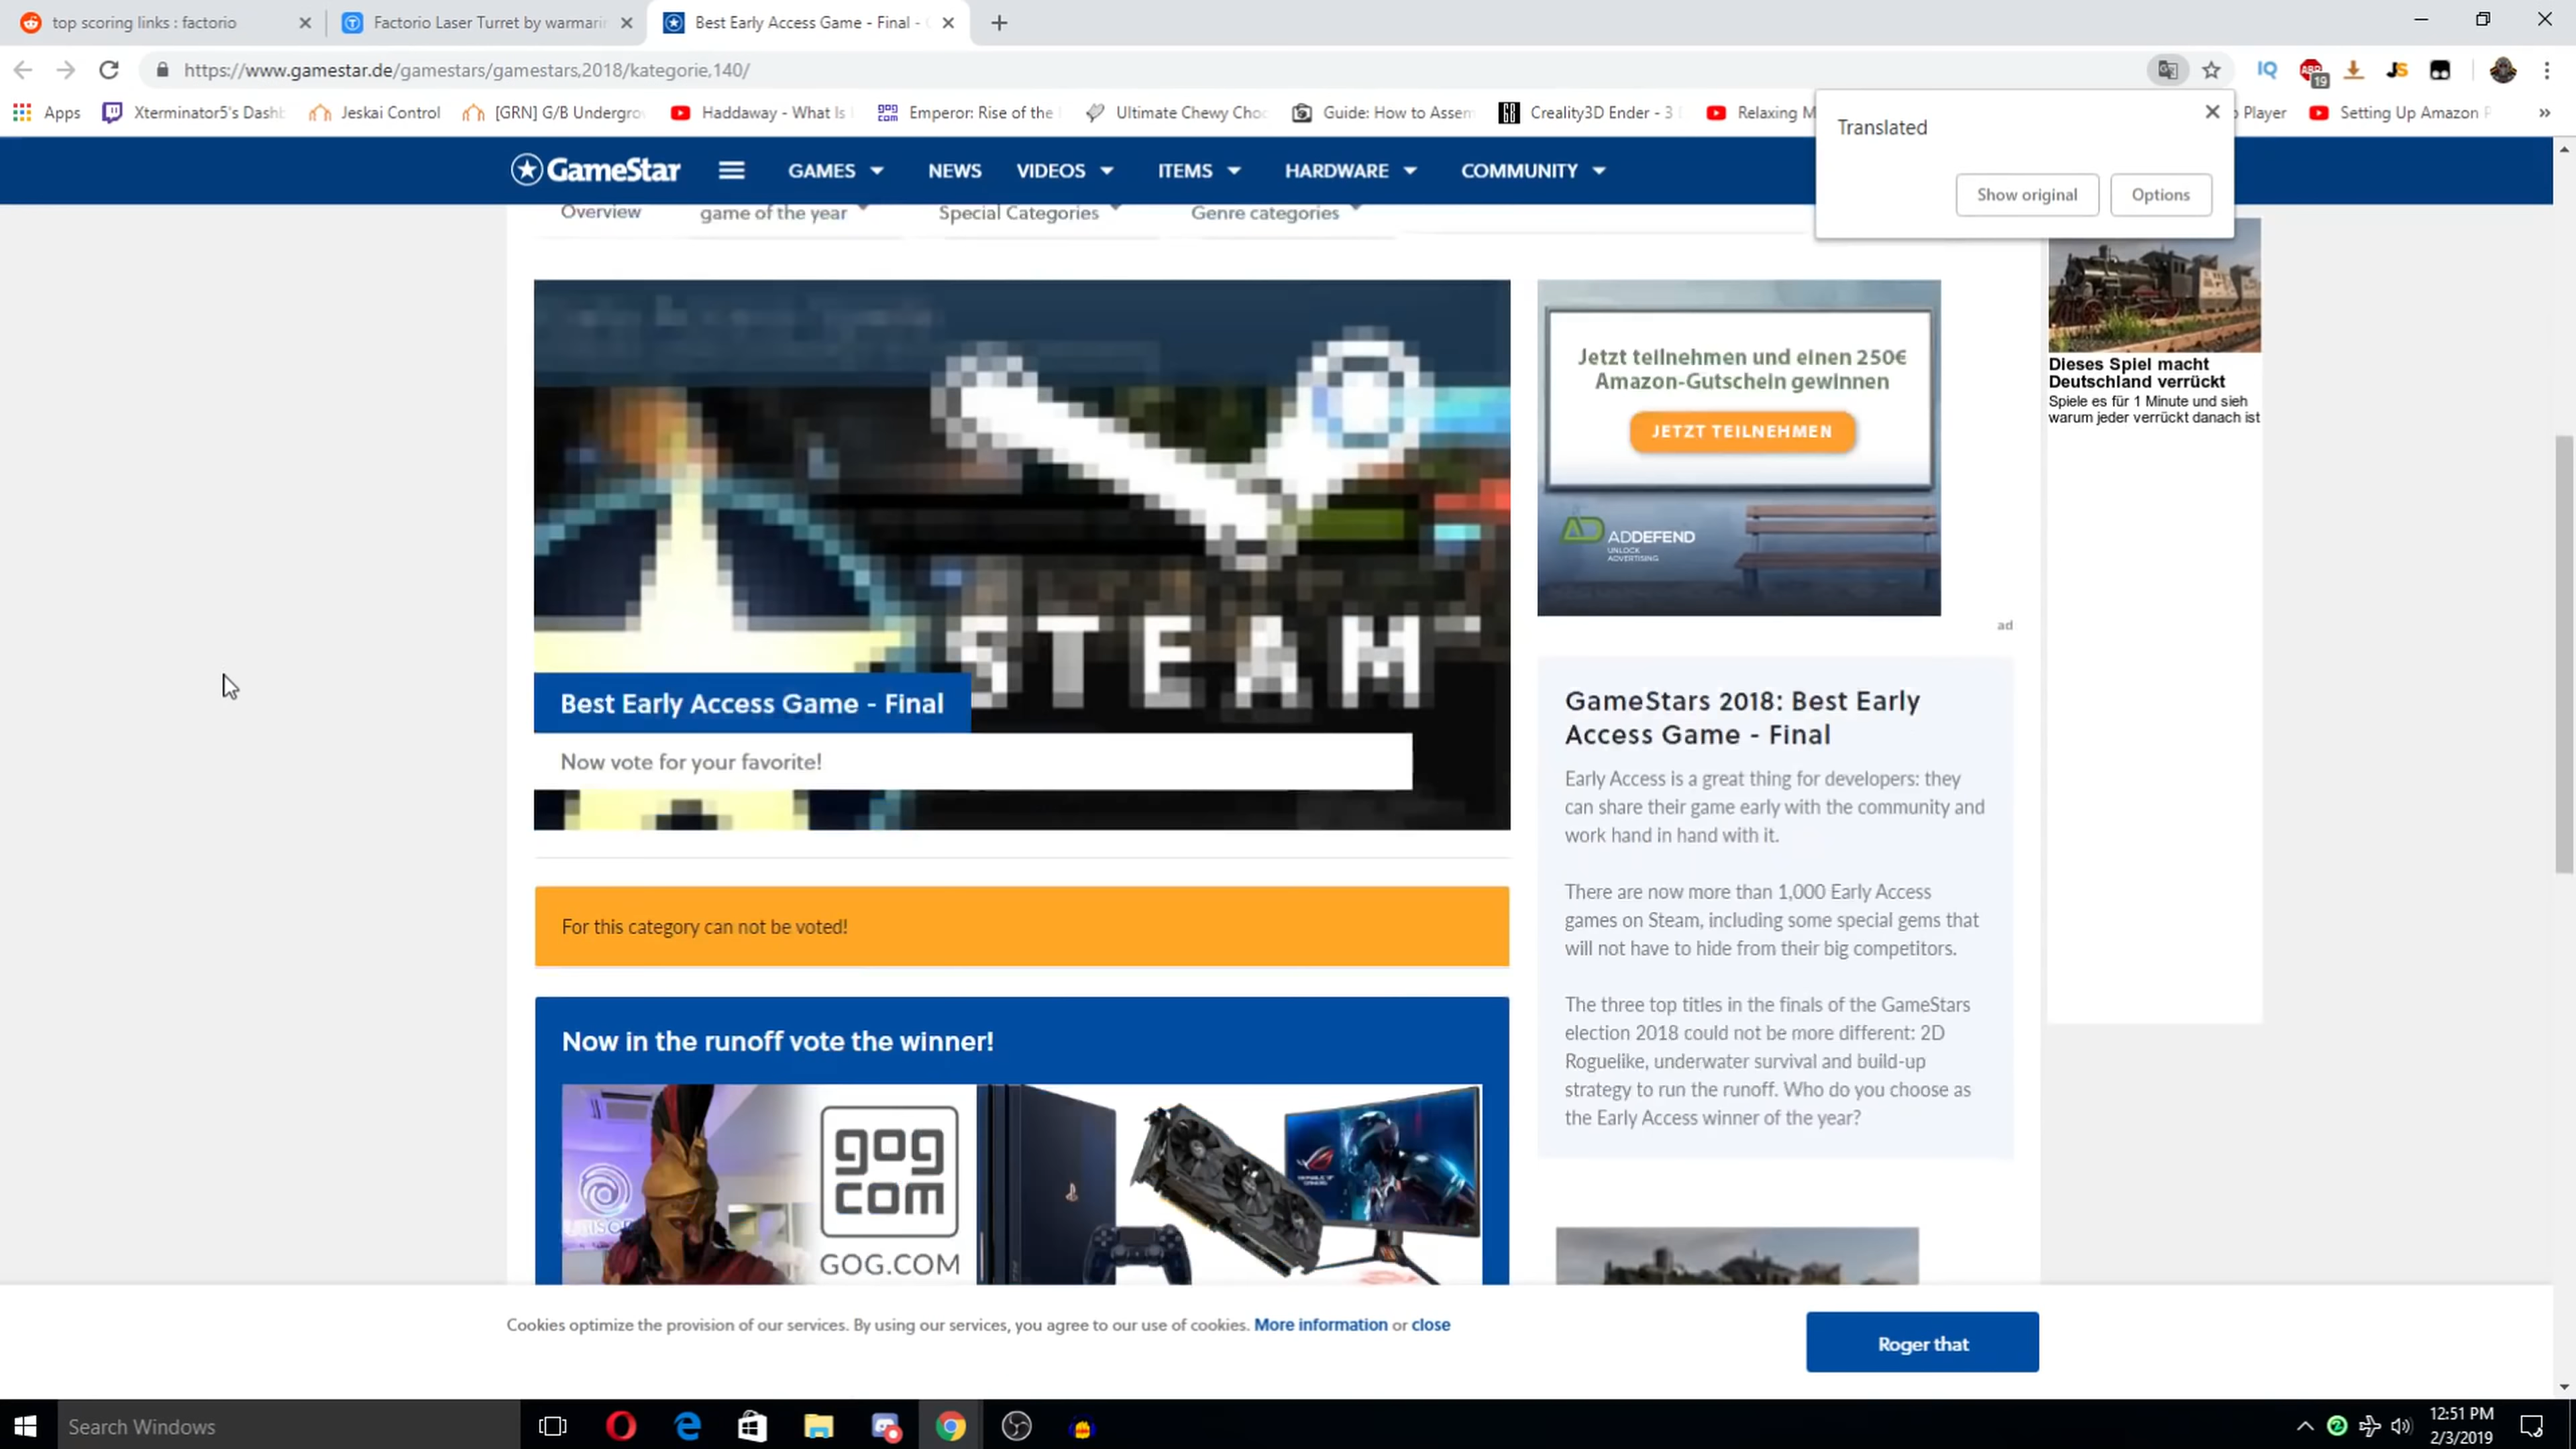 top scoring links : factorio
Factorio Laser Turret by warmarin
Best Early Access Game - Final -
https://www.gamestar.de/gamestars/gamestars,2018/kategorie,140/
IQ
ABP
19
JS
Apps
Xterminator5's Dashb
Jeskai Control
[GRN] G/B Undergro
Haddaway - What Is
gog com
Emperor: Rise of the
Ultimate Chewy Choc
Guide: How to Assem
Creality3D Ender - 3
Relaxing M
Player
Setting Up Amazon
»
Translated
Show original
Options
GameStar
GAMES
NEWS
VIDEOS
ITEMS
HARDWARE
COMMUNITY
Overview
game of the year
Special Categories
Genre categories
STEAM
Best Early Access Game - Final
Now vote for your favorite!
For this category can not be voted!
Now in the runoff vote the winner!
gog
com
GOG.COM
Jetzt teilnehmen und einen 250€
Amazon-Gutschein gewinnen
JETZT TEILNEHMEN
AD ADDEFEND
UNLOCK
ADVERTISING
ad
GameStars 2018: Best Early
Access Game - Final
Early Access is a great thing for developers: they
can share their game early with the community and
work hand in hand with it.
There are now more than 1,000 Early Access
games on Steam, including some special gems that
will not have to hide from their big competitors.
The three top titles in the finals of the GameStars
election 2018 could not be more different: 2D
Roguelike, underwater survival and build-up
strategy to run the runoff. Who do you choose as
the Early Access winner of the year?
Dieses Spiel macht
Deutschland verrückt
Spiele es für 1 Minute und sieh
warum jeder verrückt danach ist
Cookies optimize the provision of our services. By using our services, you agree to our use of cookies. More information or close
Roger that
Search Windows
12:51 PM
2/3/2019